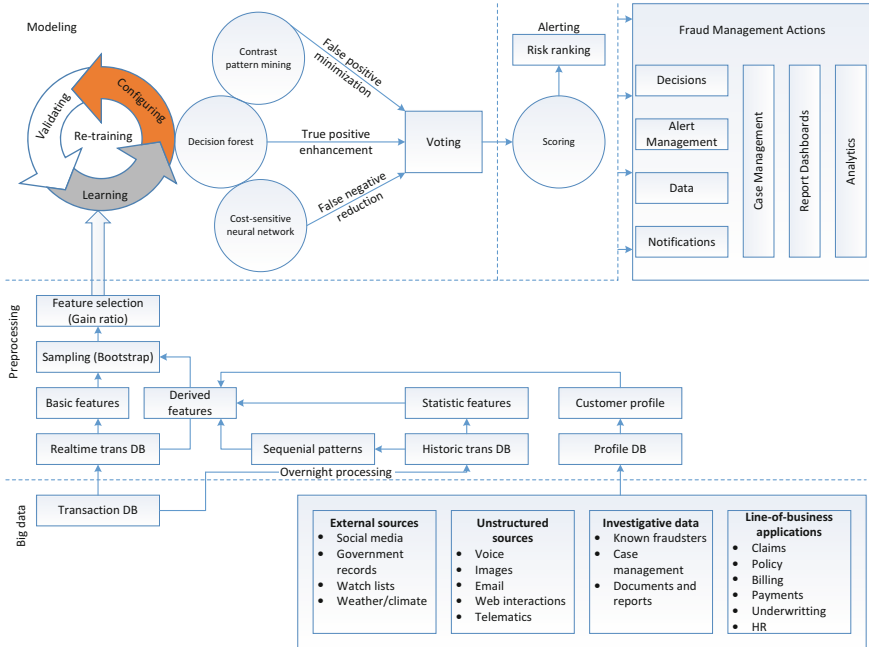 Modeling
Contrast
pattern mining
False positive
minimization
Alerting
Risk ranking
Fraud Management Actions
Validating
Configuring
Re-training
Learning
Decision forest
True positive
enhancement
Voting
Scoring
Cost-sensitive
neural network
False negative
reduction
Decisions
Alert
Management
Data
Notifications
Case Management
Report Dashboards
Analytics
Preprocessing
Feature selection
(Gain ratio)
Sampling (Bootstrap)
Basic features
Derived
features
Statistic features
Customer profile
Realtime trans DB
Sequenial patterns
Historic trans DB
Profile DB
Overnight processing
Big data
Transaction DB
External sources
• Social media
• Government
records
• Watch lists
• Weather/climate
Unstructured
sources
• Voice
• Images
• Email
• Web interactions
• Telematics
Investigative data
• Known fraudsters
• Case
management
• Documents and
reports
Line-of-business
applications
• Claims
• Policy
• Billing
• Payments
• Underwritting
• HR